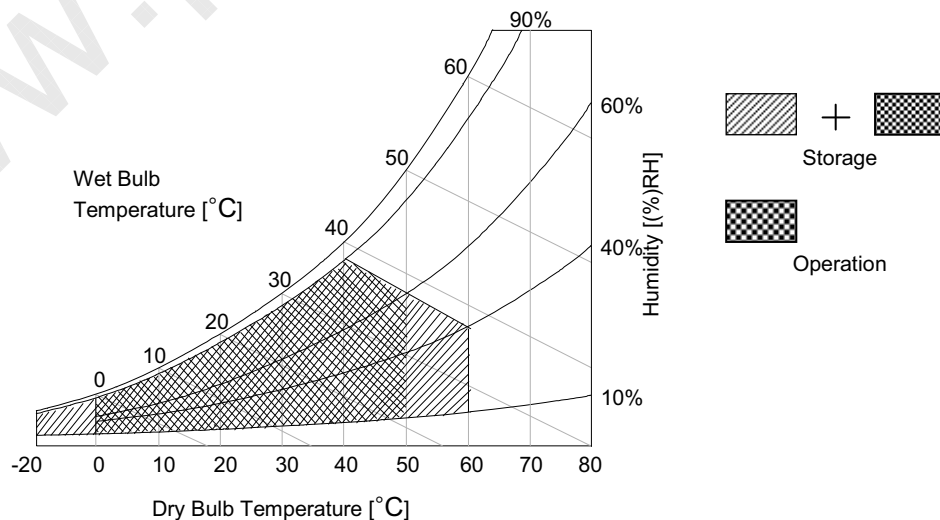 90%
60
60%
50
Wet Bulb
Temperature [°C]
40
40%
30
20
10
0
10%
Humidity [(%)RH]
-20 0 10 20 30 40 50 60 70 80
Dry Bulb Temperature [°C]
+
Storage
Operation